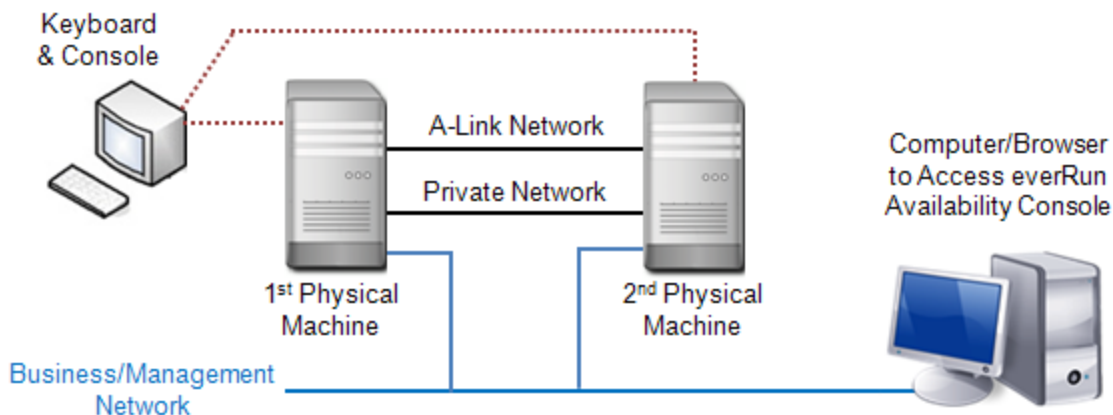 Keyboard
& Console
A-Link Network
Private Network
Computer/Browser
to Access everRun
Availability Console
1st Physical
Machine
2nd Physical
Machine
Business/Management
Network